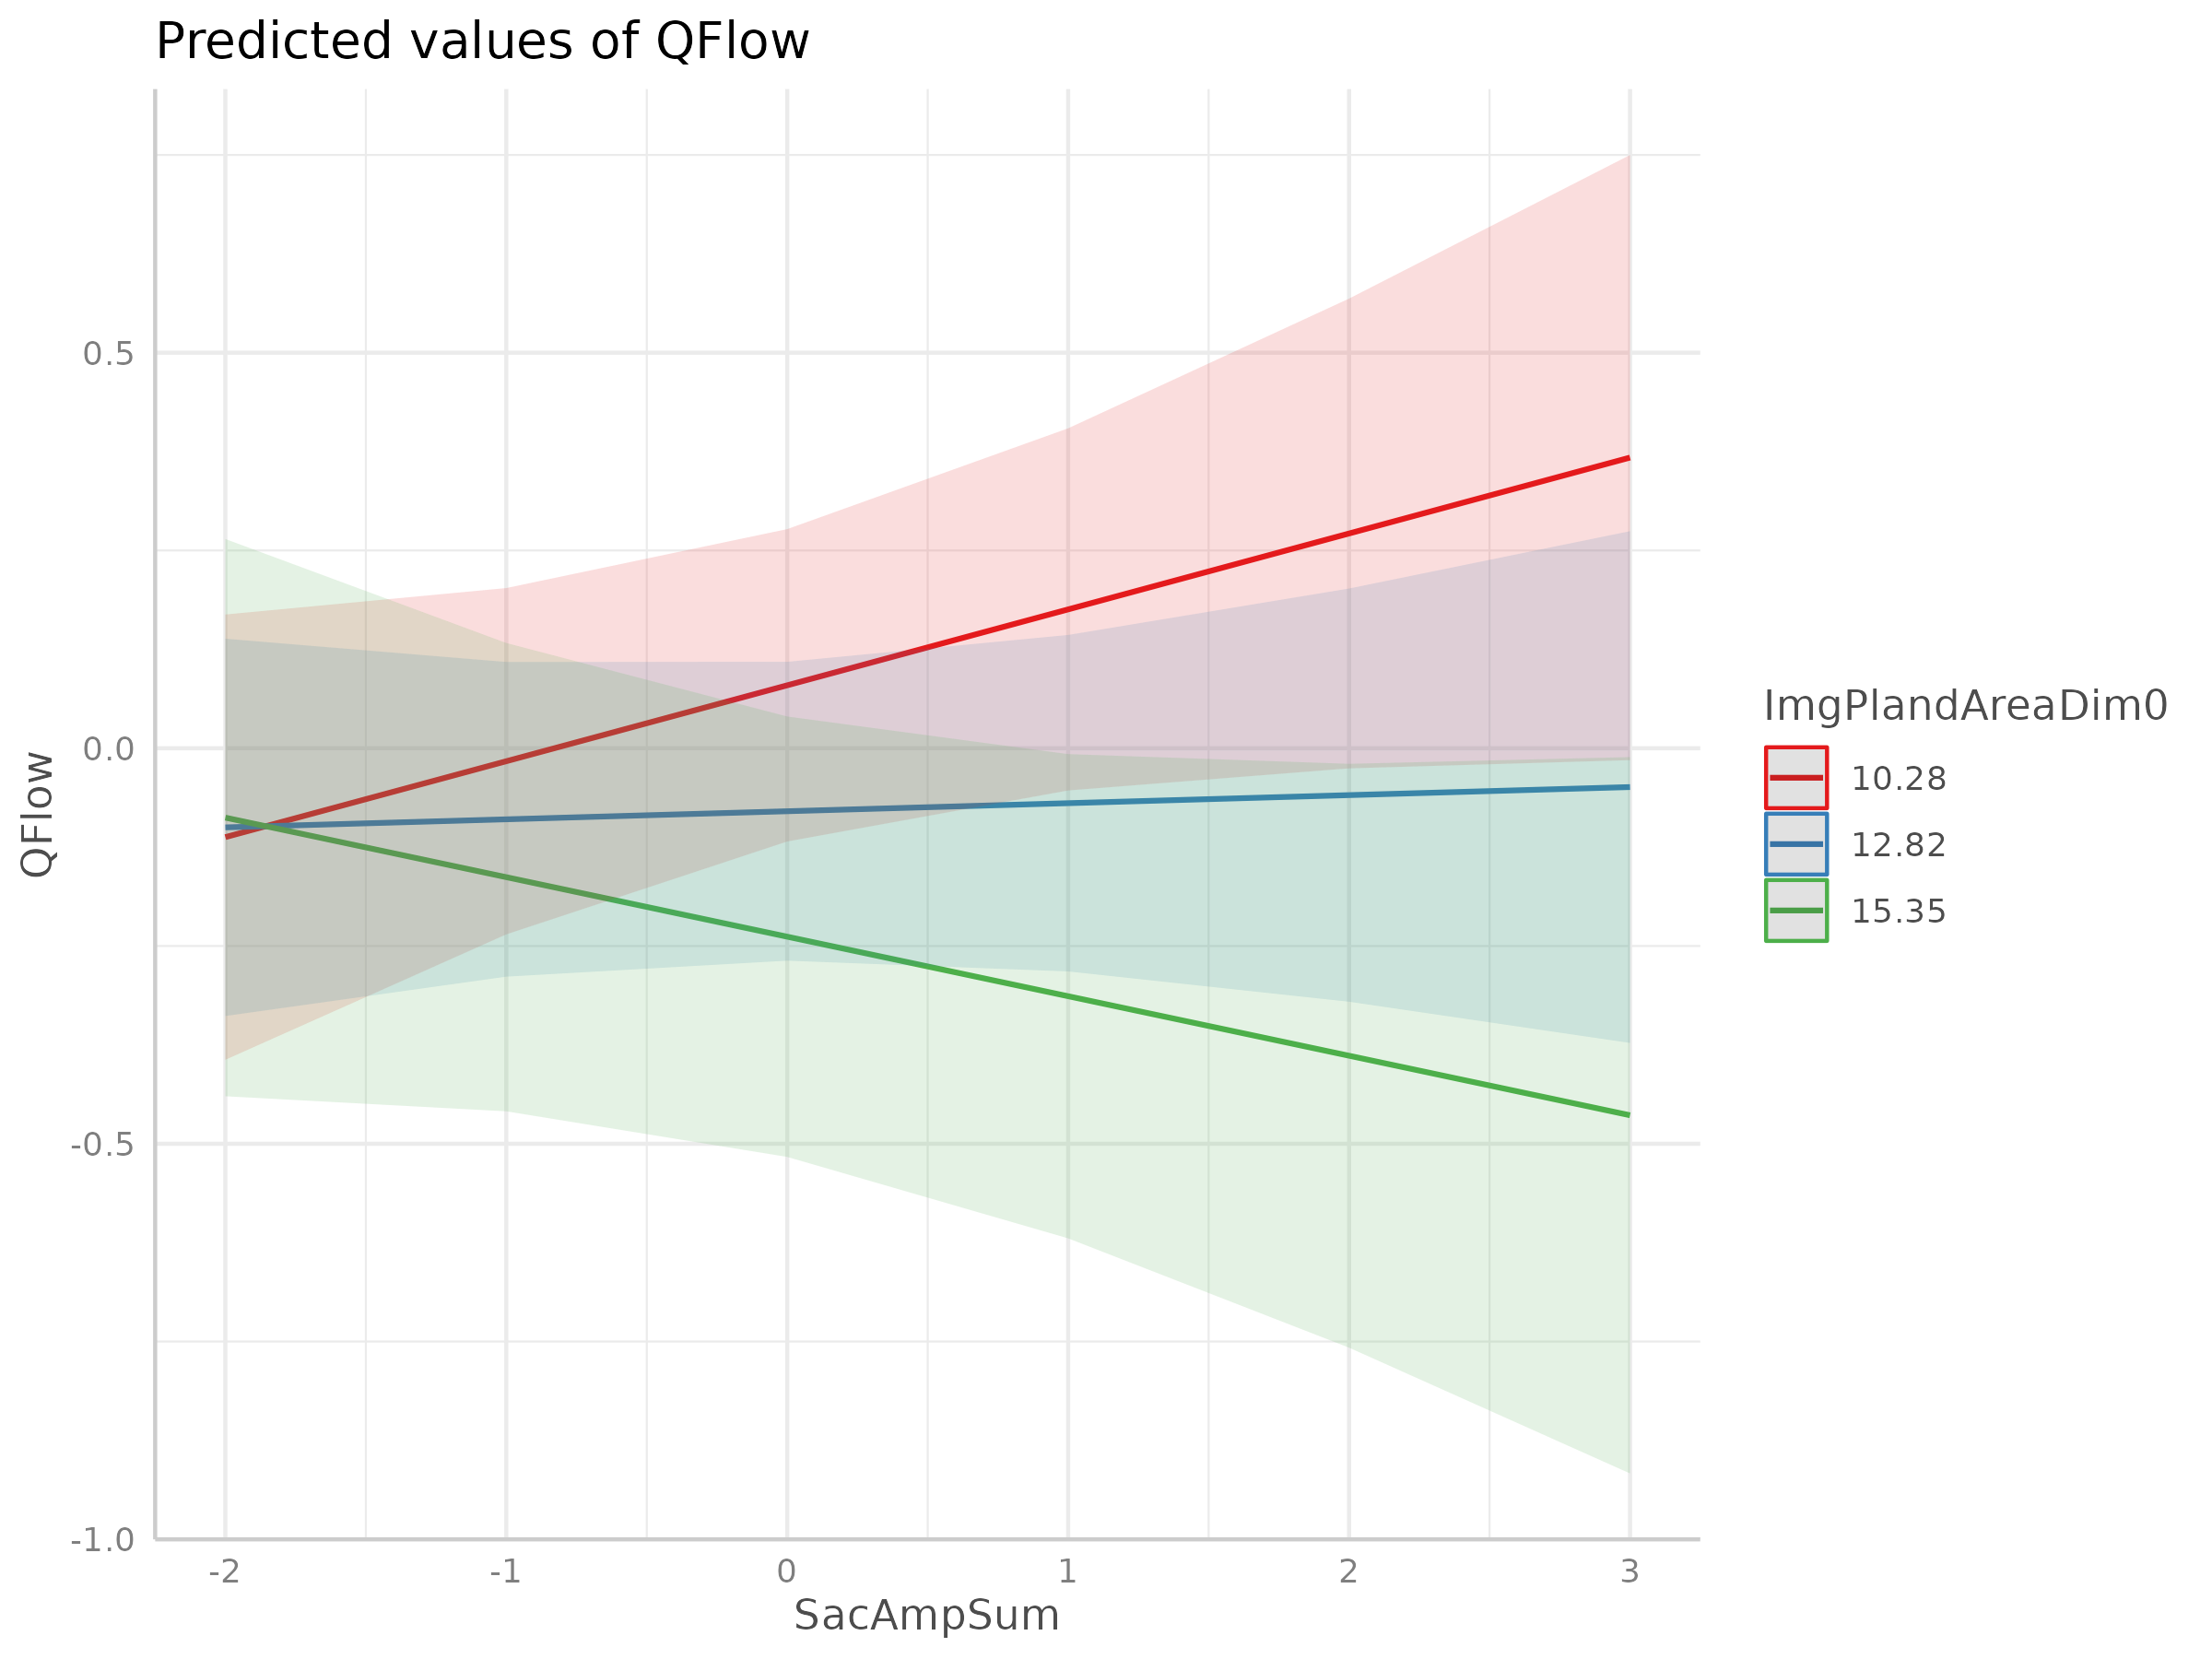 Predicted values of QFlow
QFlow
0.5
0.0
-0.5
-1.0
-2 -1 0 1 2 3
SacAmpSum
ImgPlandAreaDim0
10.28
12.82
15.35